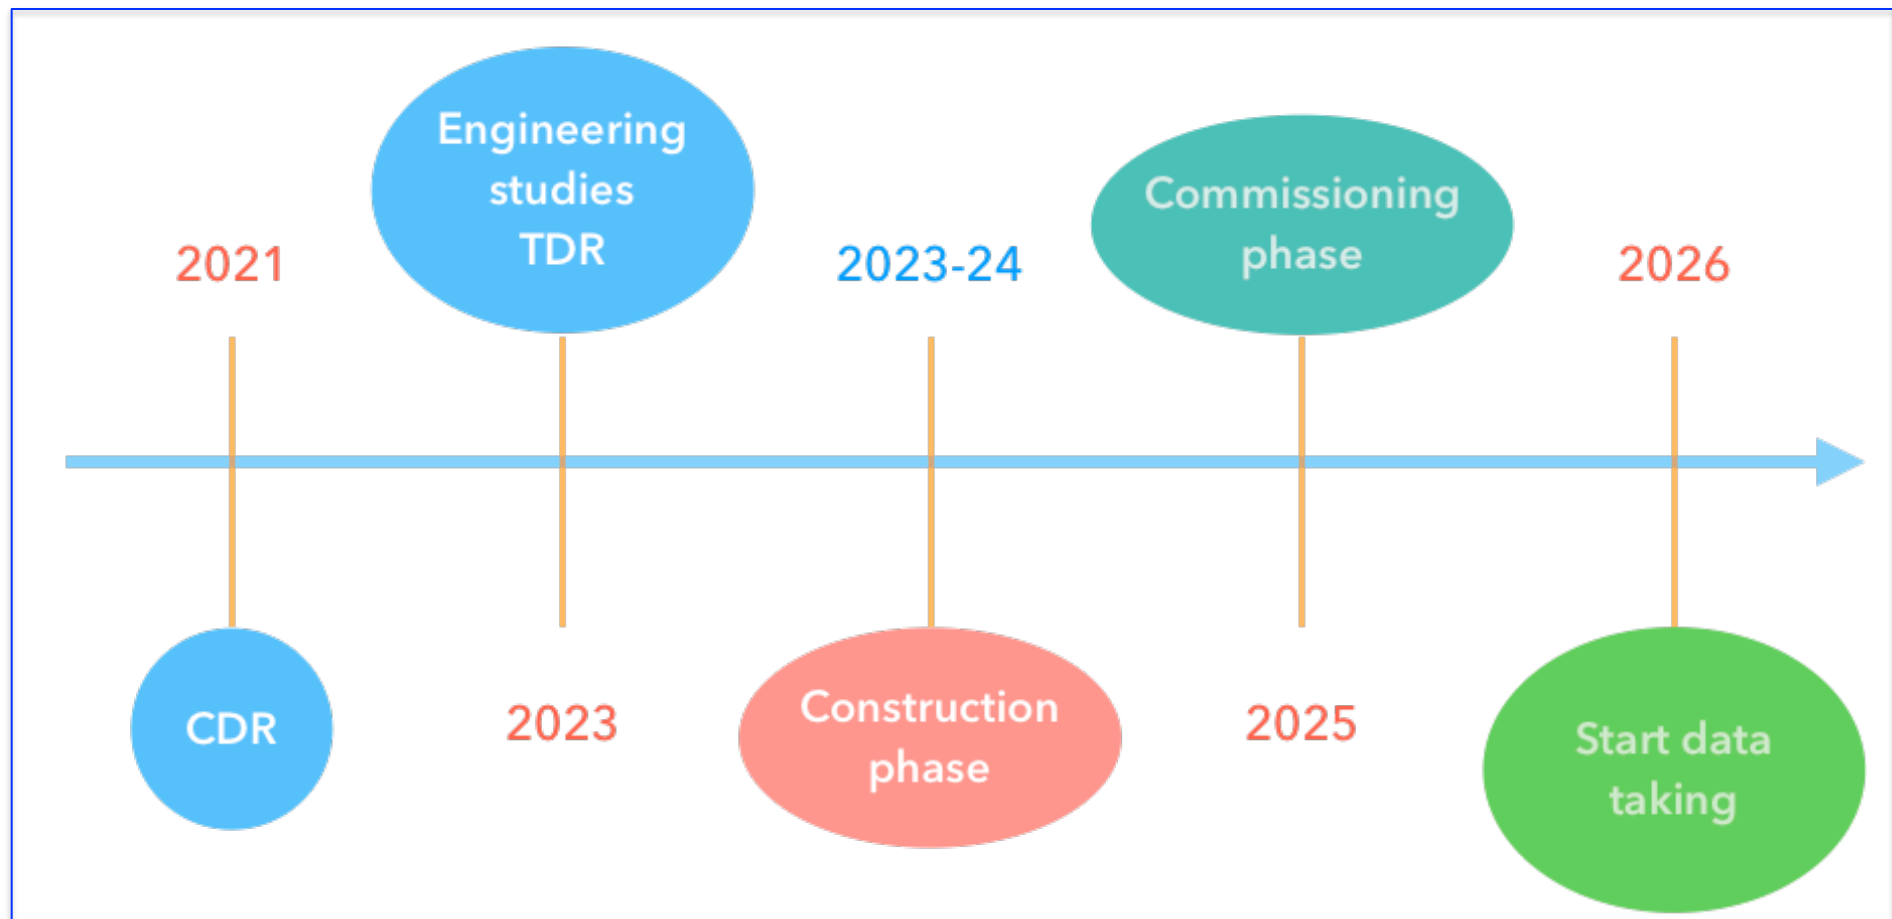 2021
CDR
Engineering
studies
TDR
2023
2023-24
Construction
phase
Commissioning
phase
2025
2026
Start data
taking